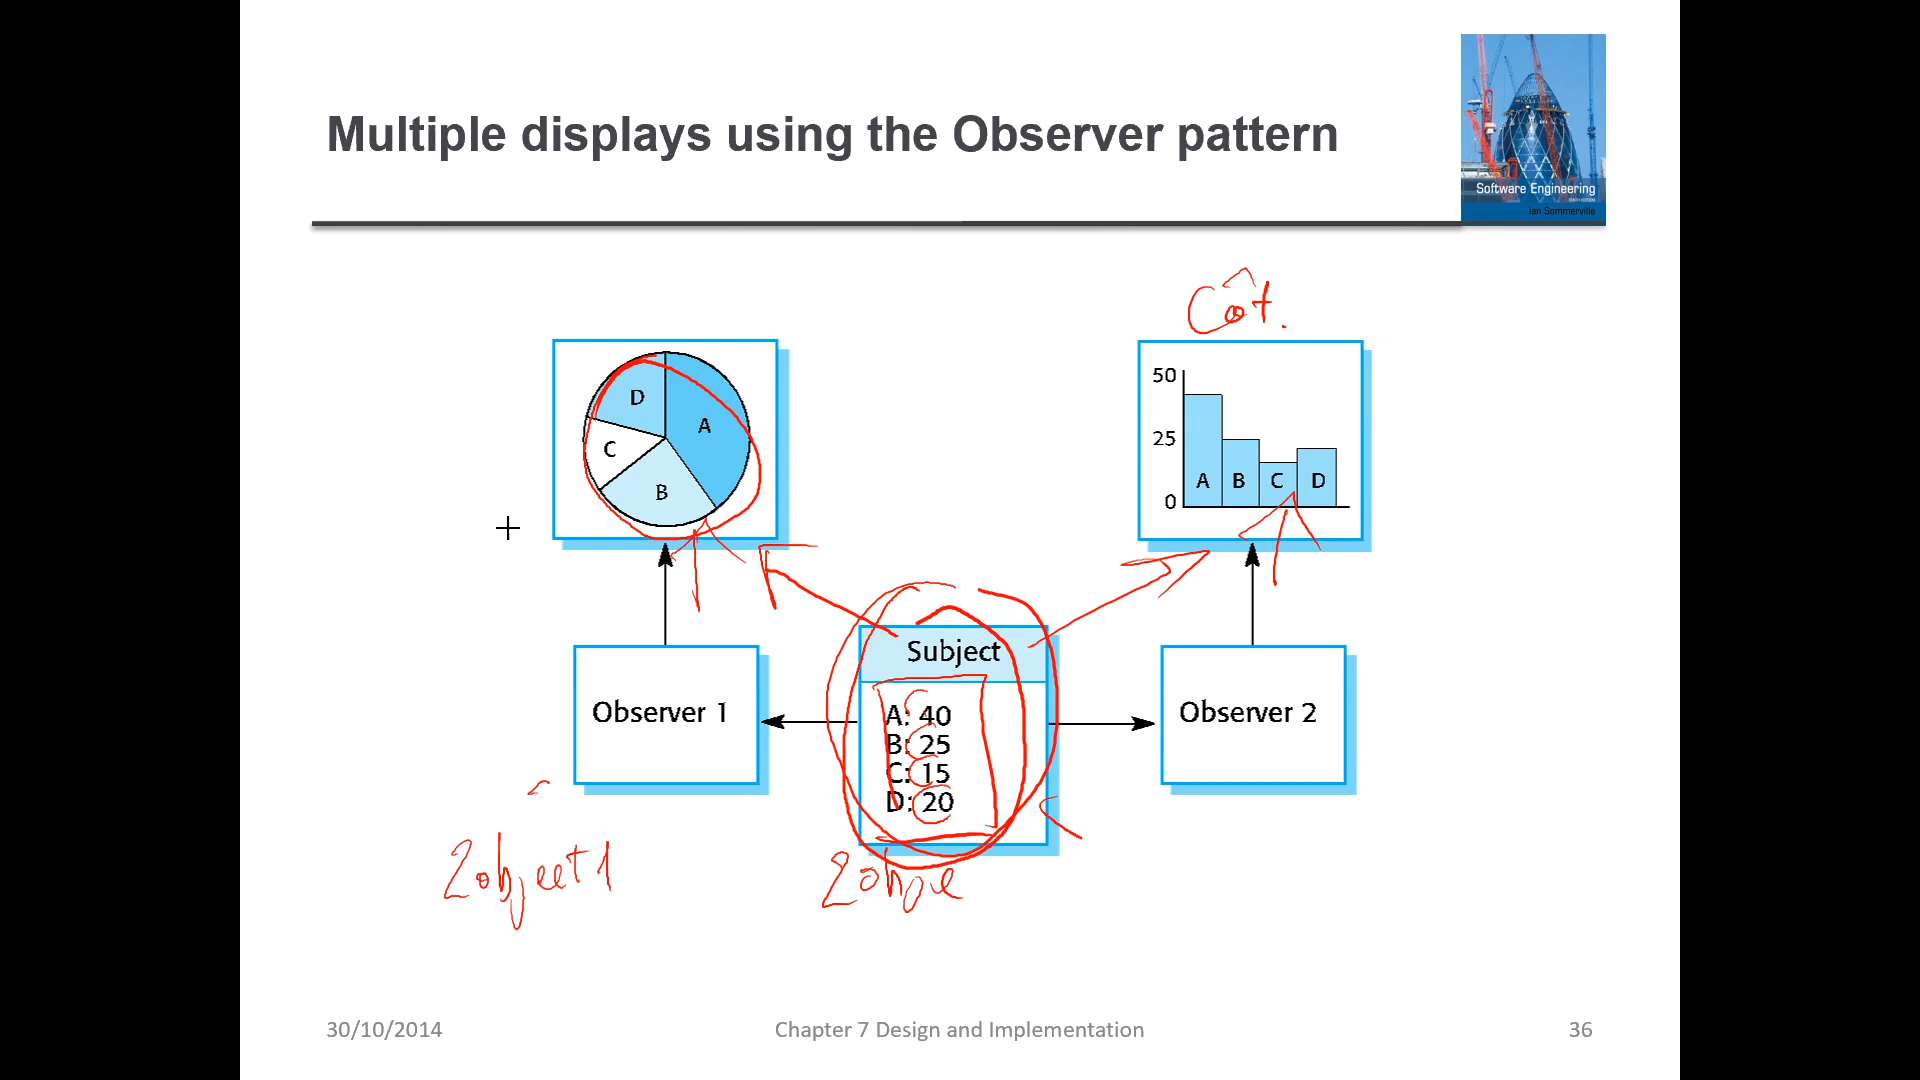 Multiple displays using the Observer pattern
Software Engineering
Ian Sommerville
Cột.
D
A
C
B
50
25
0
A B C D
Subject
A: 40
B: 25
C: 15
D: 20
Observer 1
Observer 2
30/10/2014
Chapter 7 Design and Implementation
36